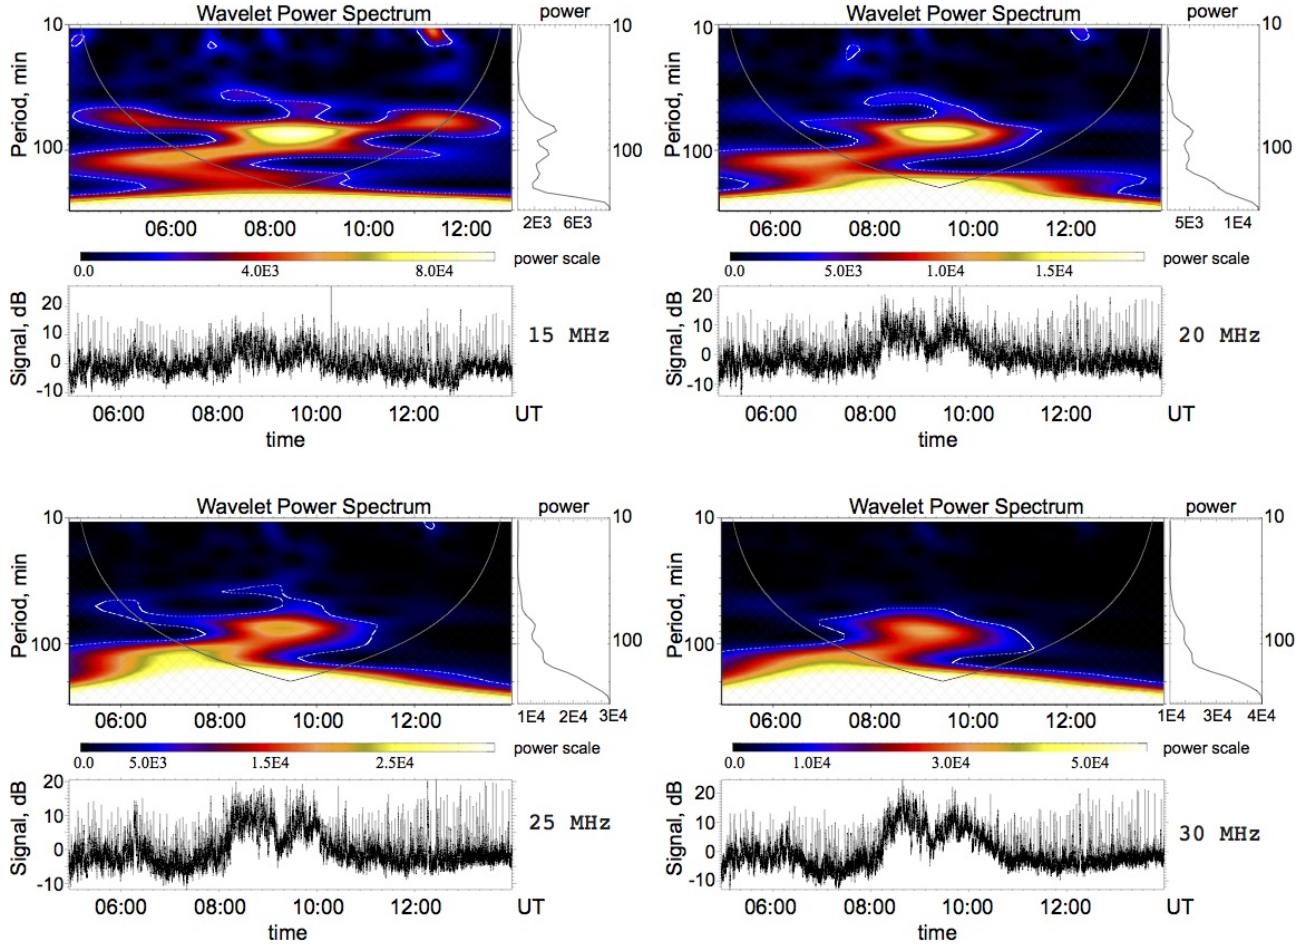 Wavelet Power Spectrum power
10 10
100 100
Period, min
06:00 08:00 10:00 12:00 2E3 6E3
0.0 4.0E3 8.0E4 power scale
20
10
0
-10
Signal, dB
15 MHz
06:00 08:00 10:00 12:00 UT
time
Wavelet Power Spectrum power
10 10
100 100
Period, min
06:00 08:00 10:00 12:00 5E3 1E4
0.0 5.0E3 1.0E4 1.5E4 power scale
20
10
0
-10
Signal, dB
20 MHz
06:00 08:00 10:00 12:00 UT
time
Wavelet Power Spectrum power
10 10
100 100
Period, min
06:00 08:00 10:00 12:00 1E4 2E4 3E4
0.0 5.0E3 1.5E4 2.5E4 power scale
20
10
0
-10
Signal, dB
25 MHz
06:00 08:00 10:00 12:00 UT
time
Wavelet Power Spectrum power
10 10
100 100
Period, min
06:00 08:00 10:00 12:00 1E4 3E4 4E4
0.0 1.0E4 3.0E4 5.0E4 power scale
20
10
0
-10
Signal, dB
30 MHz
06:00 08:00 10:00 12:00 UT
time